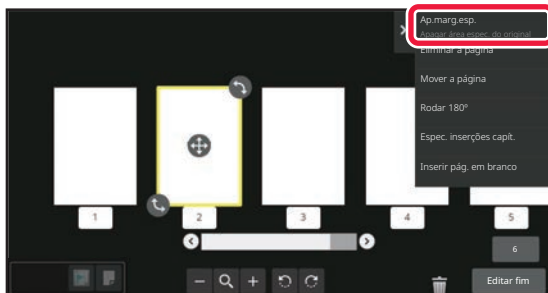 Ap.marg.esp.
Apagar área espec. do original
Eliminar a página
Mover a página
Rodar 180°
Espec. inserções capít.
Inserir pág. em branco
1
2
3
4
5
6
Editar fim